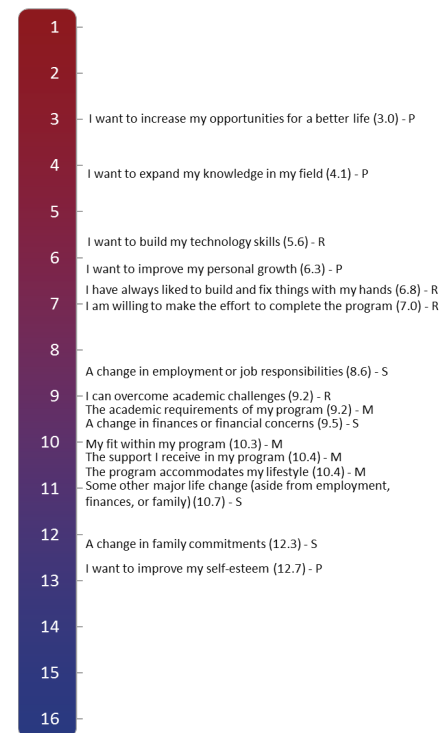 1
2
3 I want to increase my opportunities for a better life (3.0) - P
4 I want to expand my knowledge in my field (4.1) - P
5
I want to build my technology skills (5.6) - R
6
I want to improve my personal growth (6.3) - P
I have always liked to build and fix things with my hands (6.8) - R
7 I am willing to make the effort to complete the program (7.0) - R
8
A change in employment or job responsibilities (8.6) - S
9 I can overcome academic challenges (9.2) - R
The academic requirements of my program (9.2) - M
A change in finances or financial concerns (9.5) - S
10 My fit within my program (10.3) - M
The support I receive in my program (10.4) - M
The program accommodates my lifestyle (10.4) - M
11 Some other major life change (aside from employment,
finances, or family) (10.7) - S
12
A change in family commitments (12.3) - S
I want to improve my self-esteem (12.7) - P
13
14
15
16